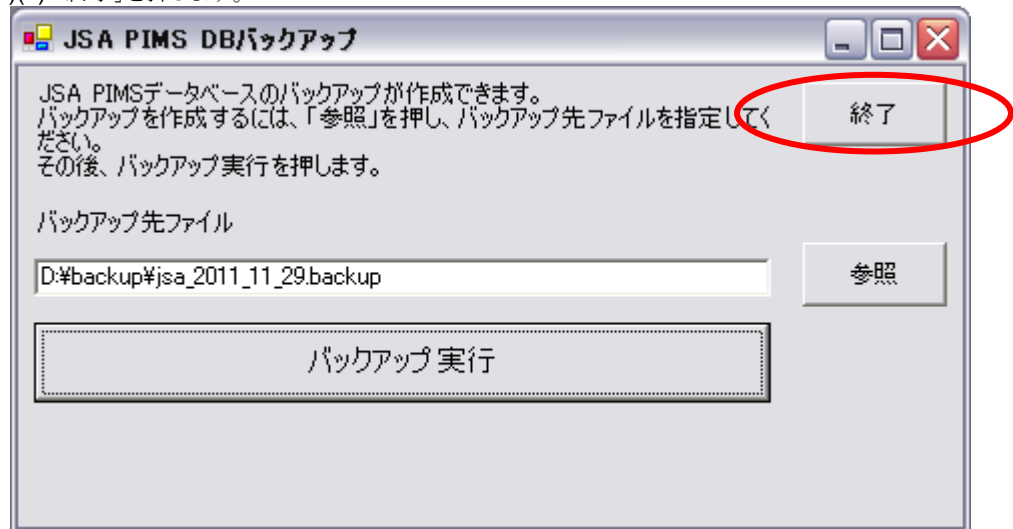 JSA PIMS DBバックアップ
JSA PIMSデータベースのバックアップが作成できます。
バックアップを作成するには、「参照」を押し、バックアップ先ファイルを指定してく
ださい。
その後、バックアップ実行を押します。
終了
バックアップ先ファイル
D:¥backup¥jsa_2011_11_29.backup
参照
バックアップ 実行